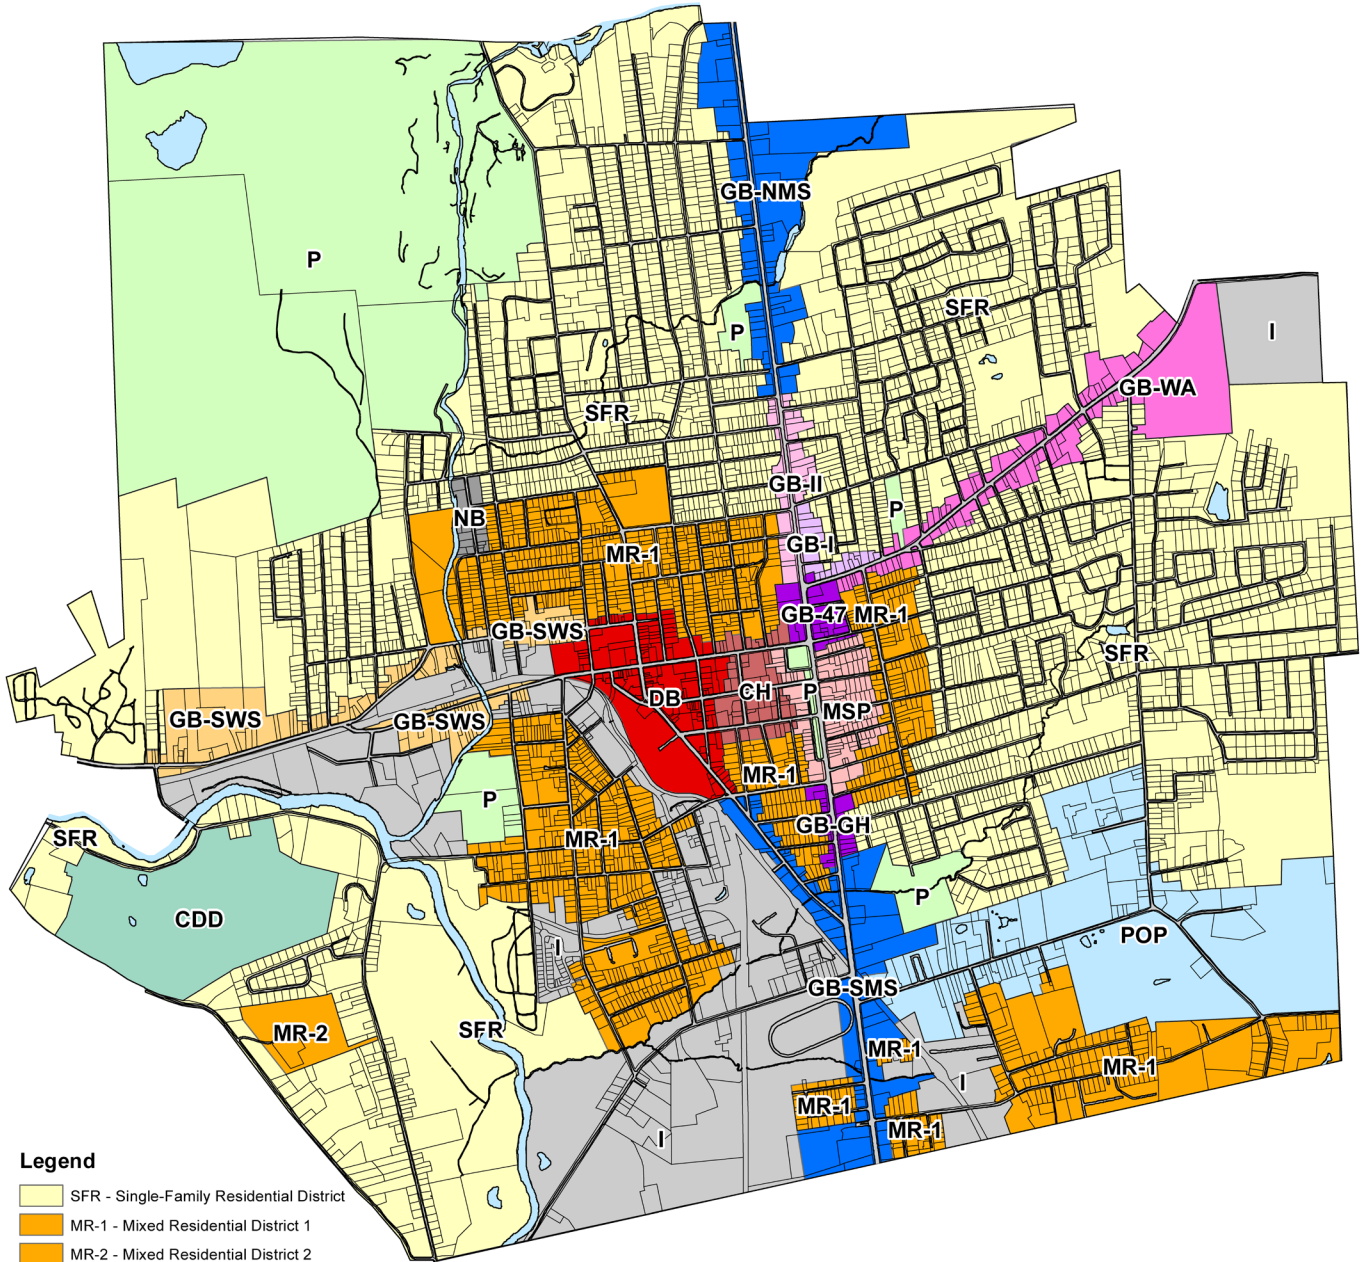 GB-NMS
P
SFR
P
I
GB-WA
SFR
GB-II
P
NB
GB-I
MR-1
GB-47
MR-1
GB-SWS
SFR
DB
CH
P
MSP
GB-SWS
GB-SWS
MR-1
P
GB-GH
SFR
MR-1
P
CDD
POP
I
GB-SMS
MR-2
SFR
MR-1
MR-1
I
MR-1
MR-1
I
Legend
SFR - Single-Family Residential District
MR-1 - Mixed Residential District 1
MR-2 - Mixed Residential District 2